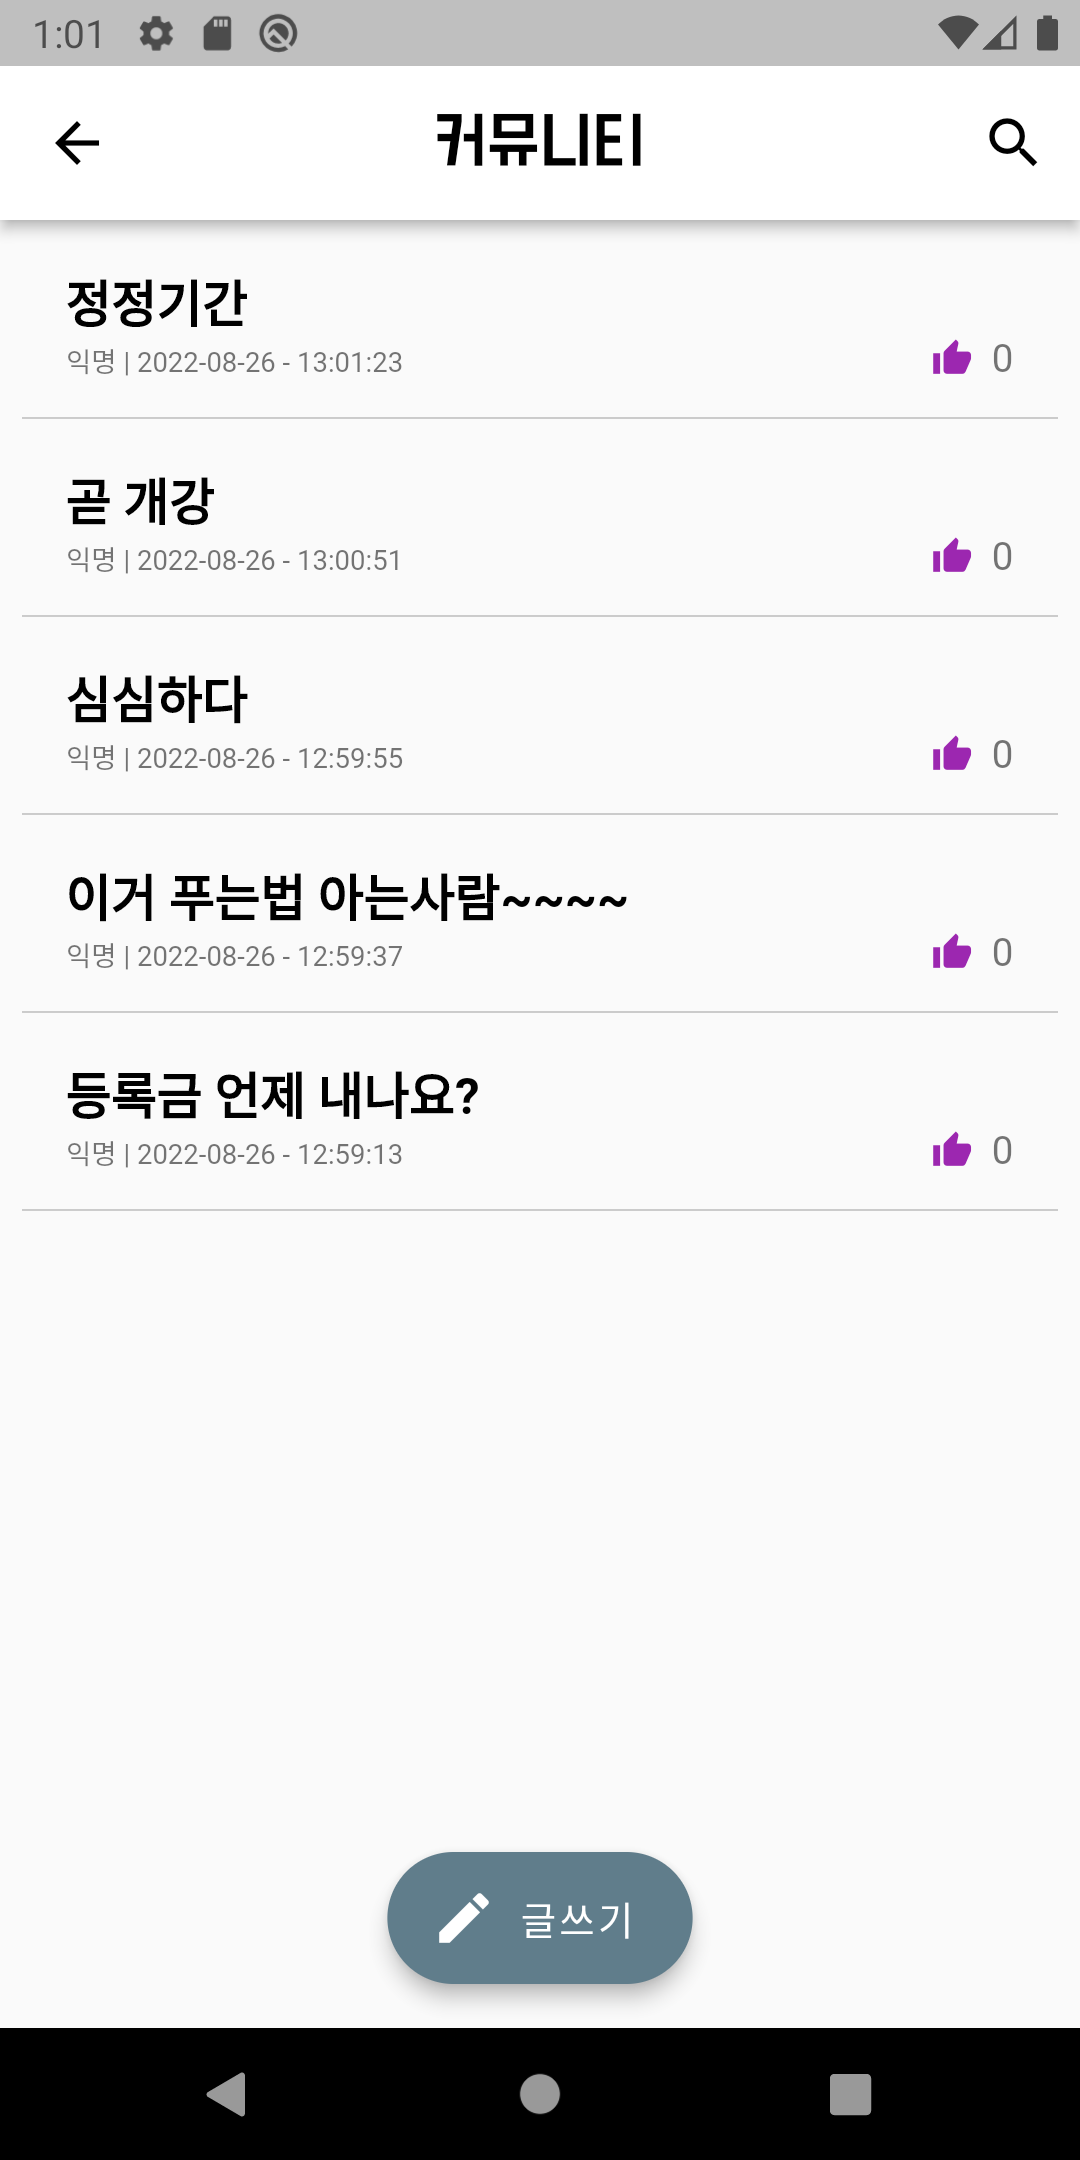 1:01
커뮤니티
정정기간
익명 | 2022-08-26 - 13:01:23
0
곧 개강
익명 | 2022-08-26 - 13:00:51
0
심심하다
익명 | 2022-08-26 - 12:59:55
0
이거 푸는법 아는사람~~~~
익명 | 2022-08-26 - 12:59:37
0
등록금 언제 내나요?
익명 | 2022-08-26 - 12:59:13
0
글쓰기